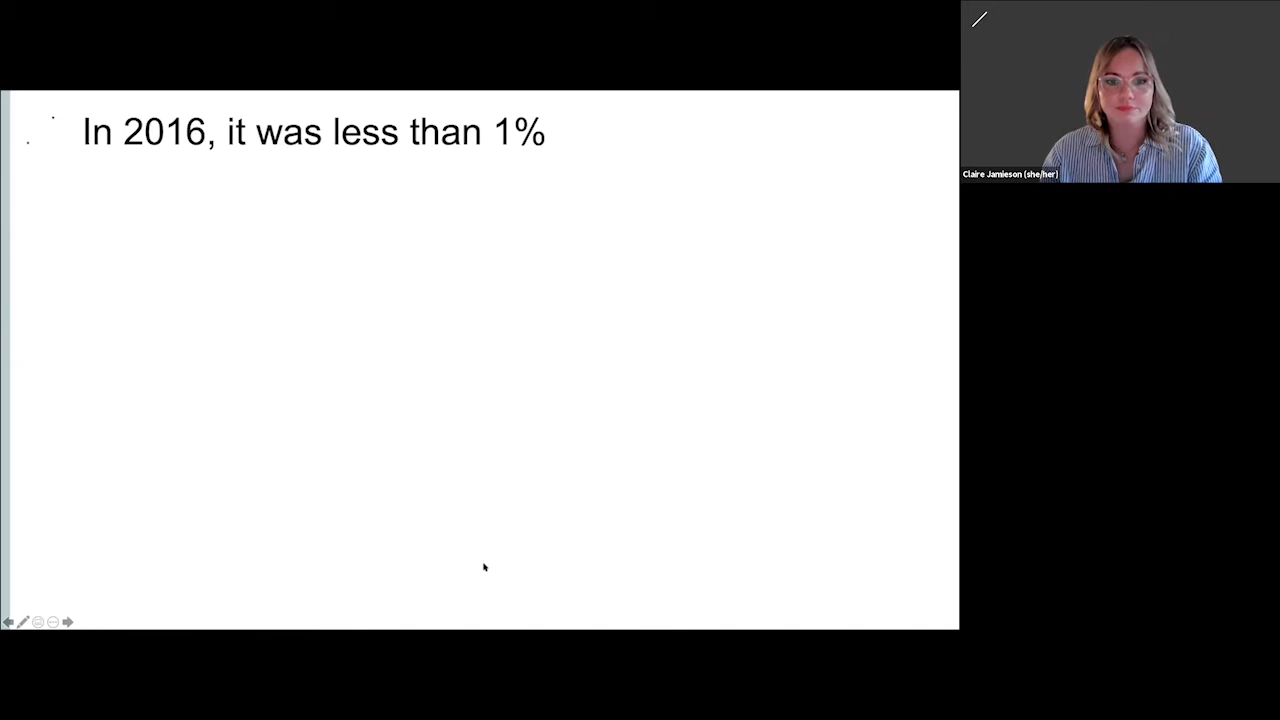 In 2016, it was less than 1%
Claire Jamieson (she/her)